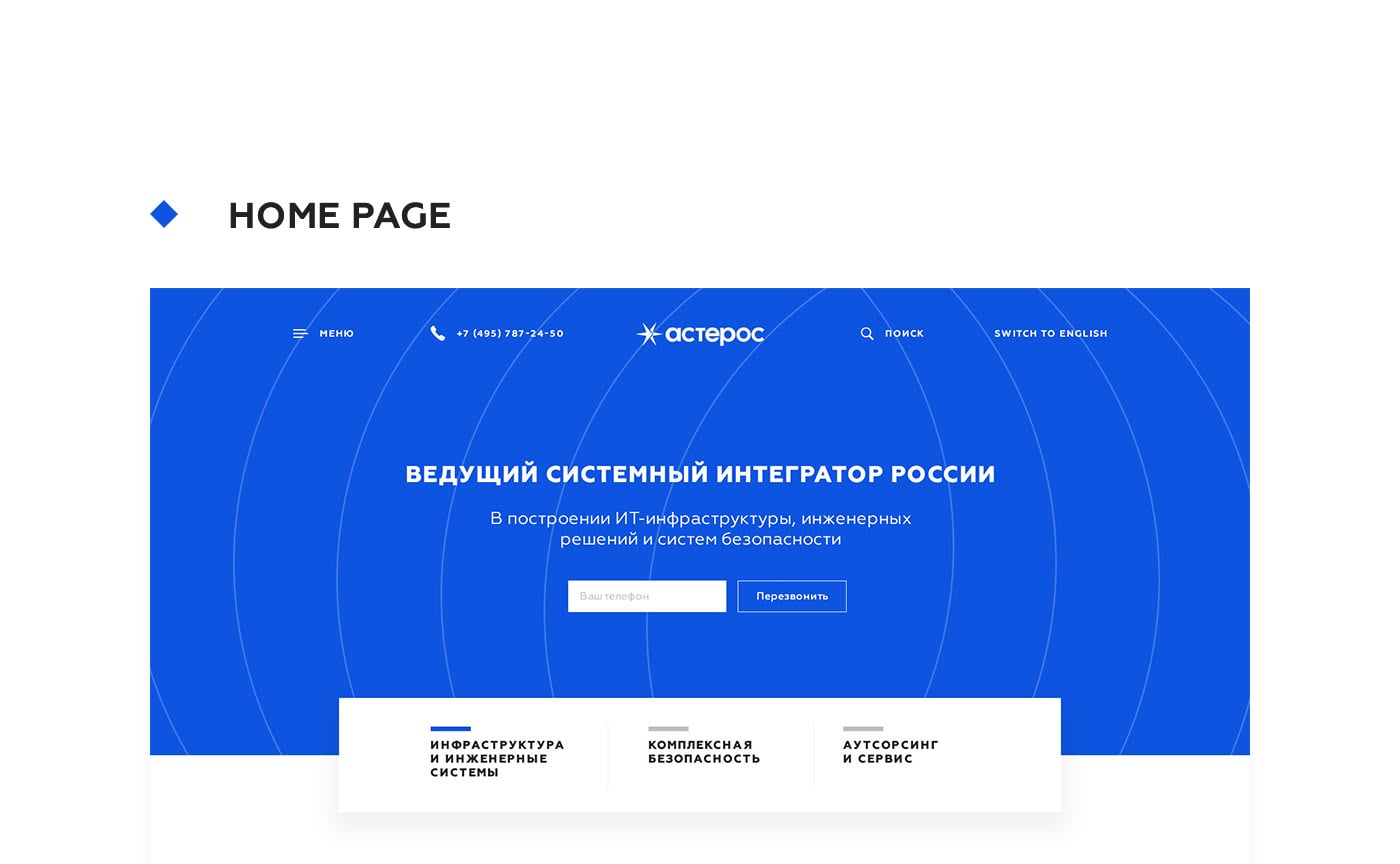 HOME PAGE
МЕНЮ
+7 (495) 787-24-50
астерос
ПОИСК
SWITCH TO ENGLISH
ВЕДУЩИЙ СИСТЕМНЫЙ ИНТЕГРАТОР РОССИИ
В построении ИТ-инфраструктуры, инженерных
решений и систем безопасности
Ваш телефон
Перезвонить
ИНФРАСТРУКТУРА
И ИНЖЕНЕРНЫЕ
СИСТЕМЫ
КОМПЛЕКСНАЯ
БЕЗОПАСНОСТЬ
АУТСОРСИНГ
И СЕРВИС